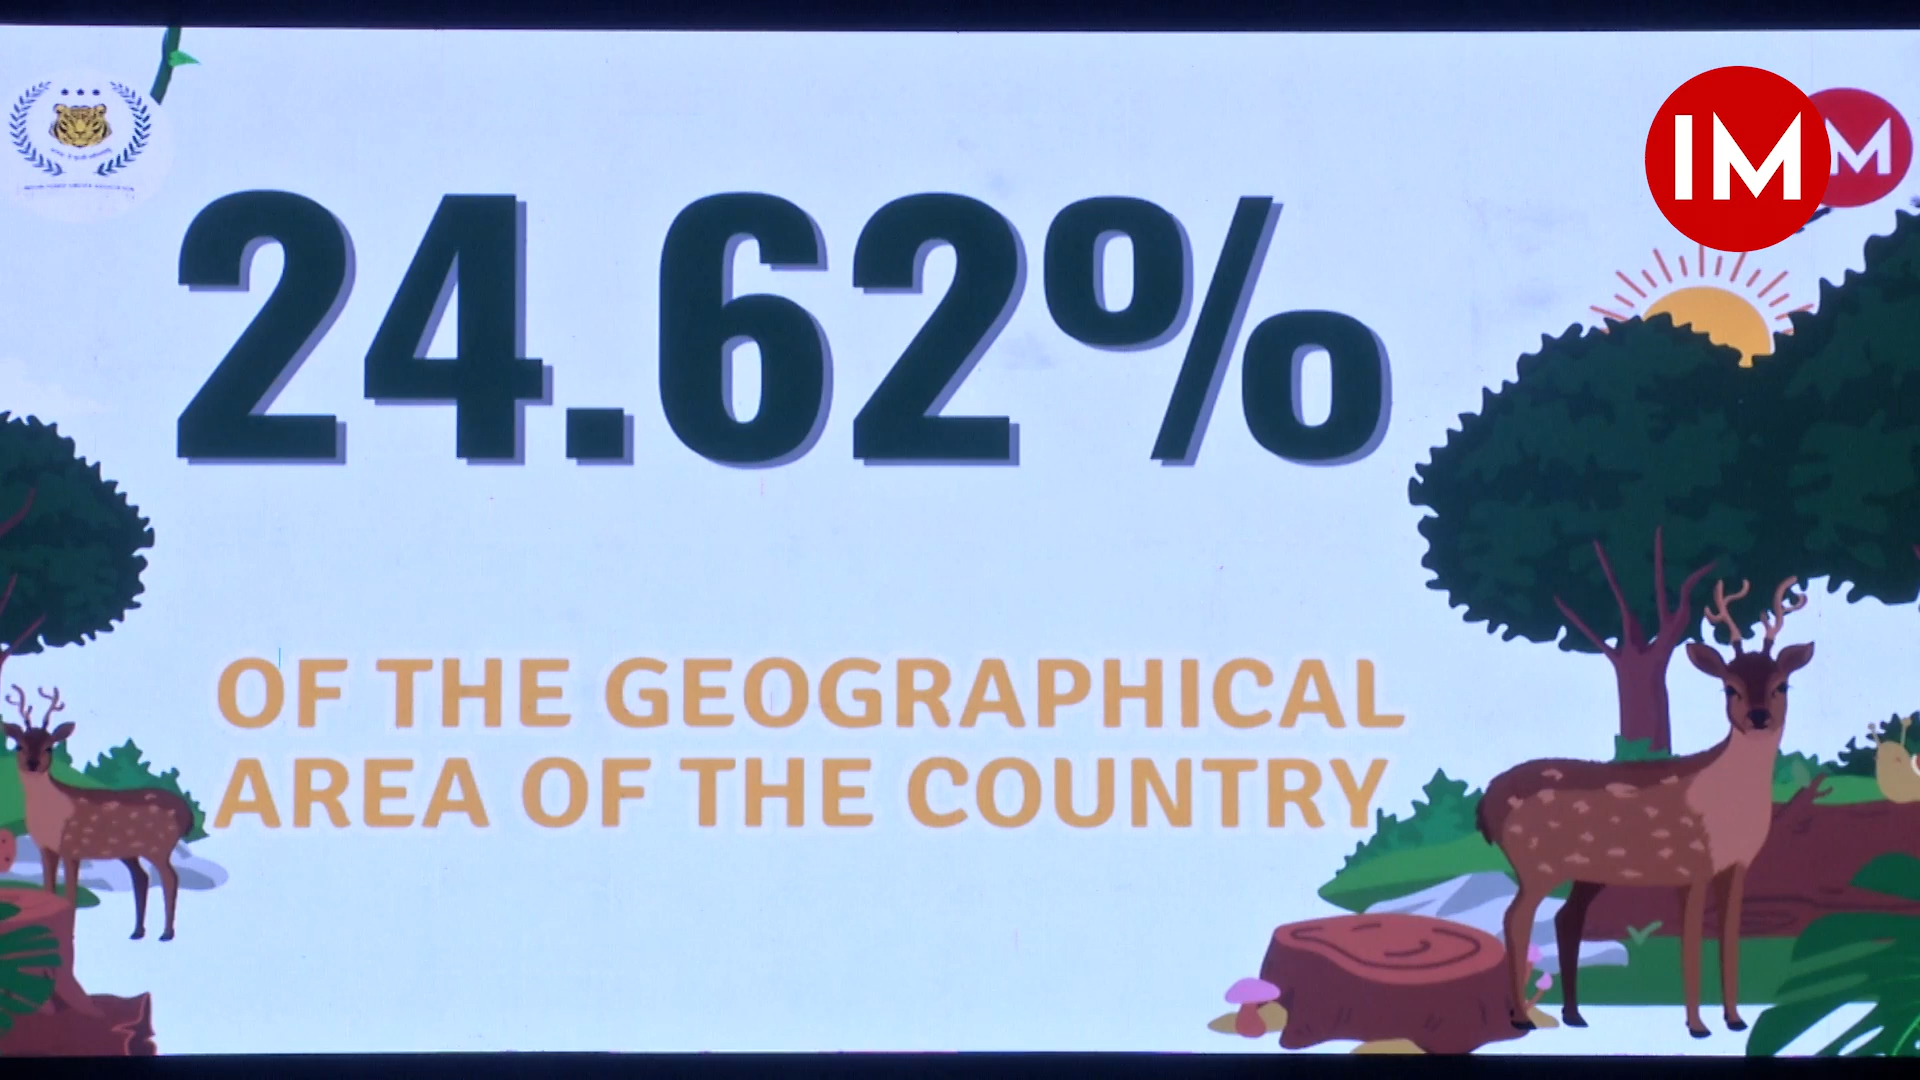 IM
M
24.62%
OF THE GEOGRAPHICAL
AREA OF THE COUNTRY